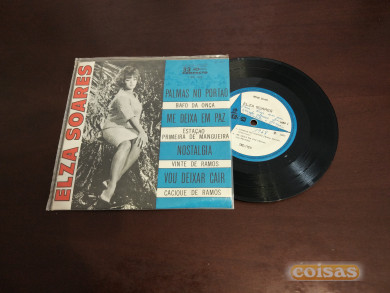 ELZA SOARES
PALMAS NO PORTÃO
BAFO DA ONÇA
ME DEIXA EM PAZ
ESTAÇÃO
PRIMEIRA DE MANGUEIRA
NOSTALGIA
VINTE DE RAMOS
VOU DEIXAR CAIR
CACIQUE DE RAMOS
ELZA SOARES
coisas